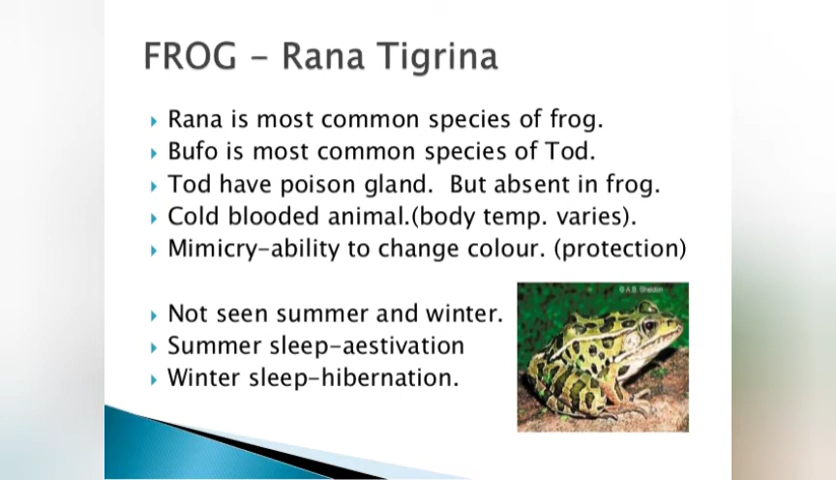 FROG - Rana Tigrina
Rana is most common species of frog.
Bufo is most common species of Tod.
Tod have poison gland. But absent in frog.
Cold blooded animal.(body temp. varies).
Mimicry-ability to change colour. (protection)
Not seen summer and winter.
Summer sleep-aestivation
Winter sleep-hibernation.